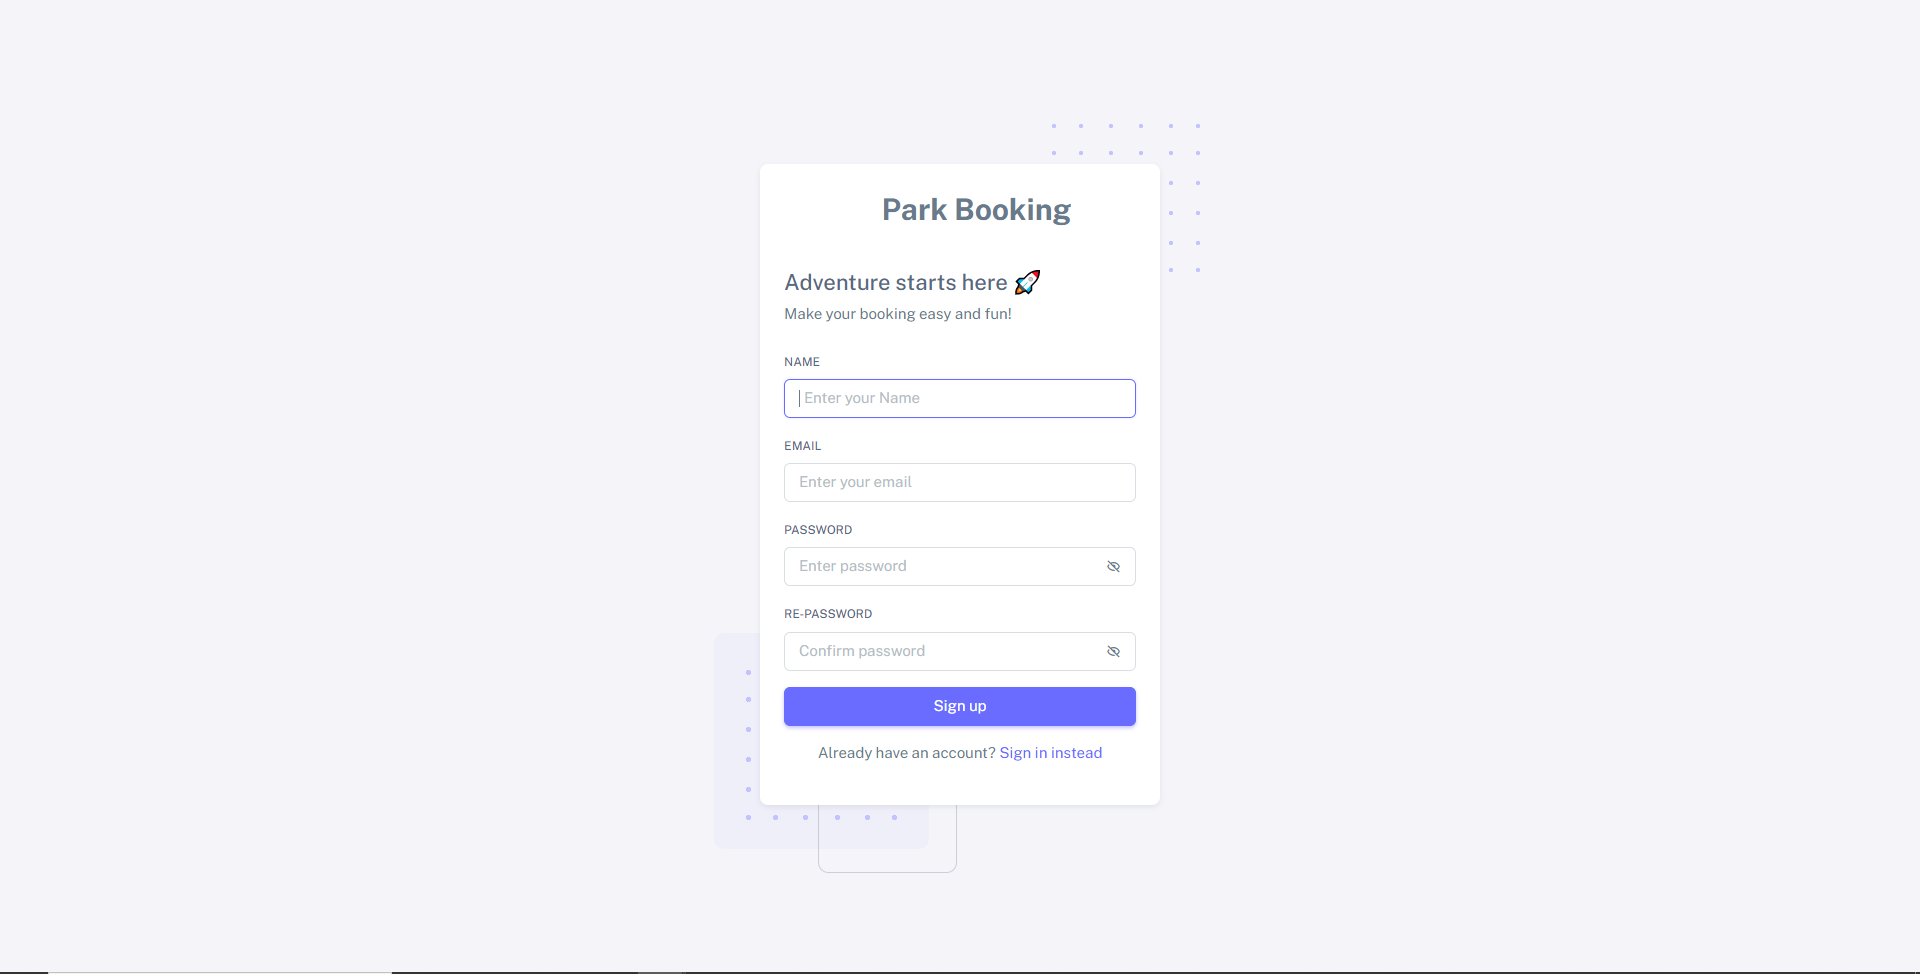 Park Booking
Adventure starts here 🚀
Make your booking easy and fun!
NAME
Enter your Name
EMAIL
Enter your email
PASSWORD
Enter password
RE-PASSWORD
Confirm password
Sign up
Already have an account? Sign in instead